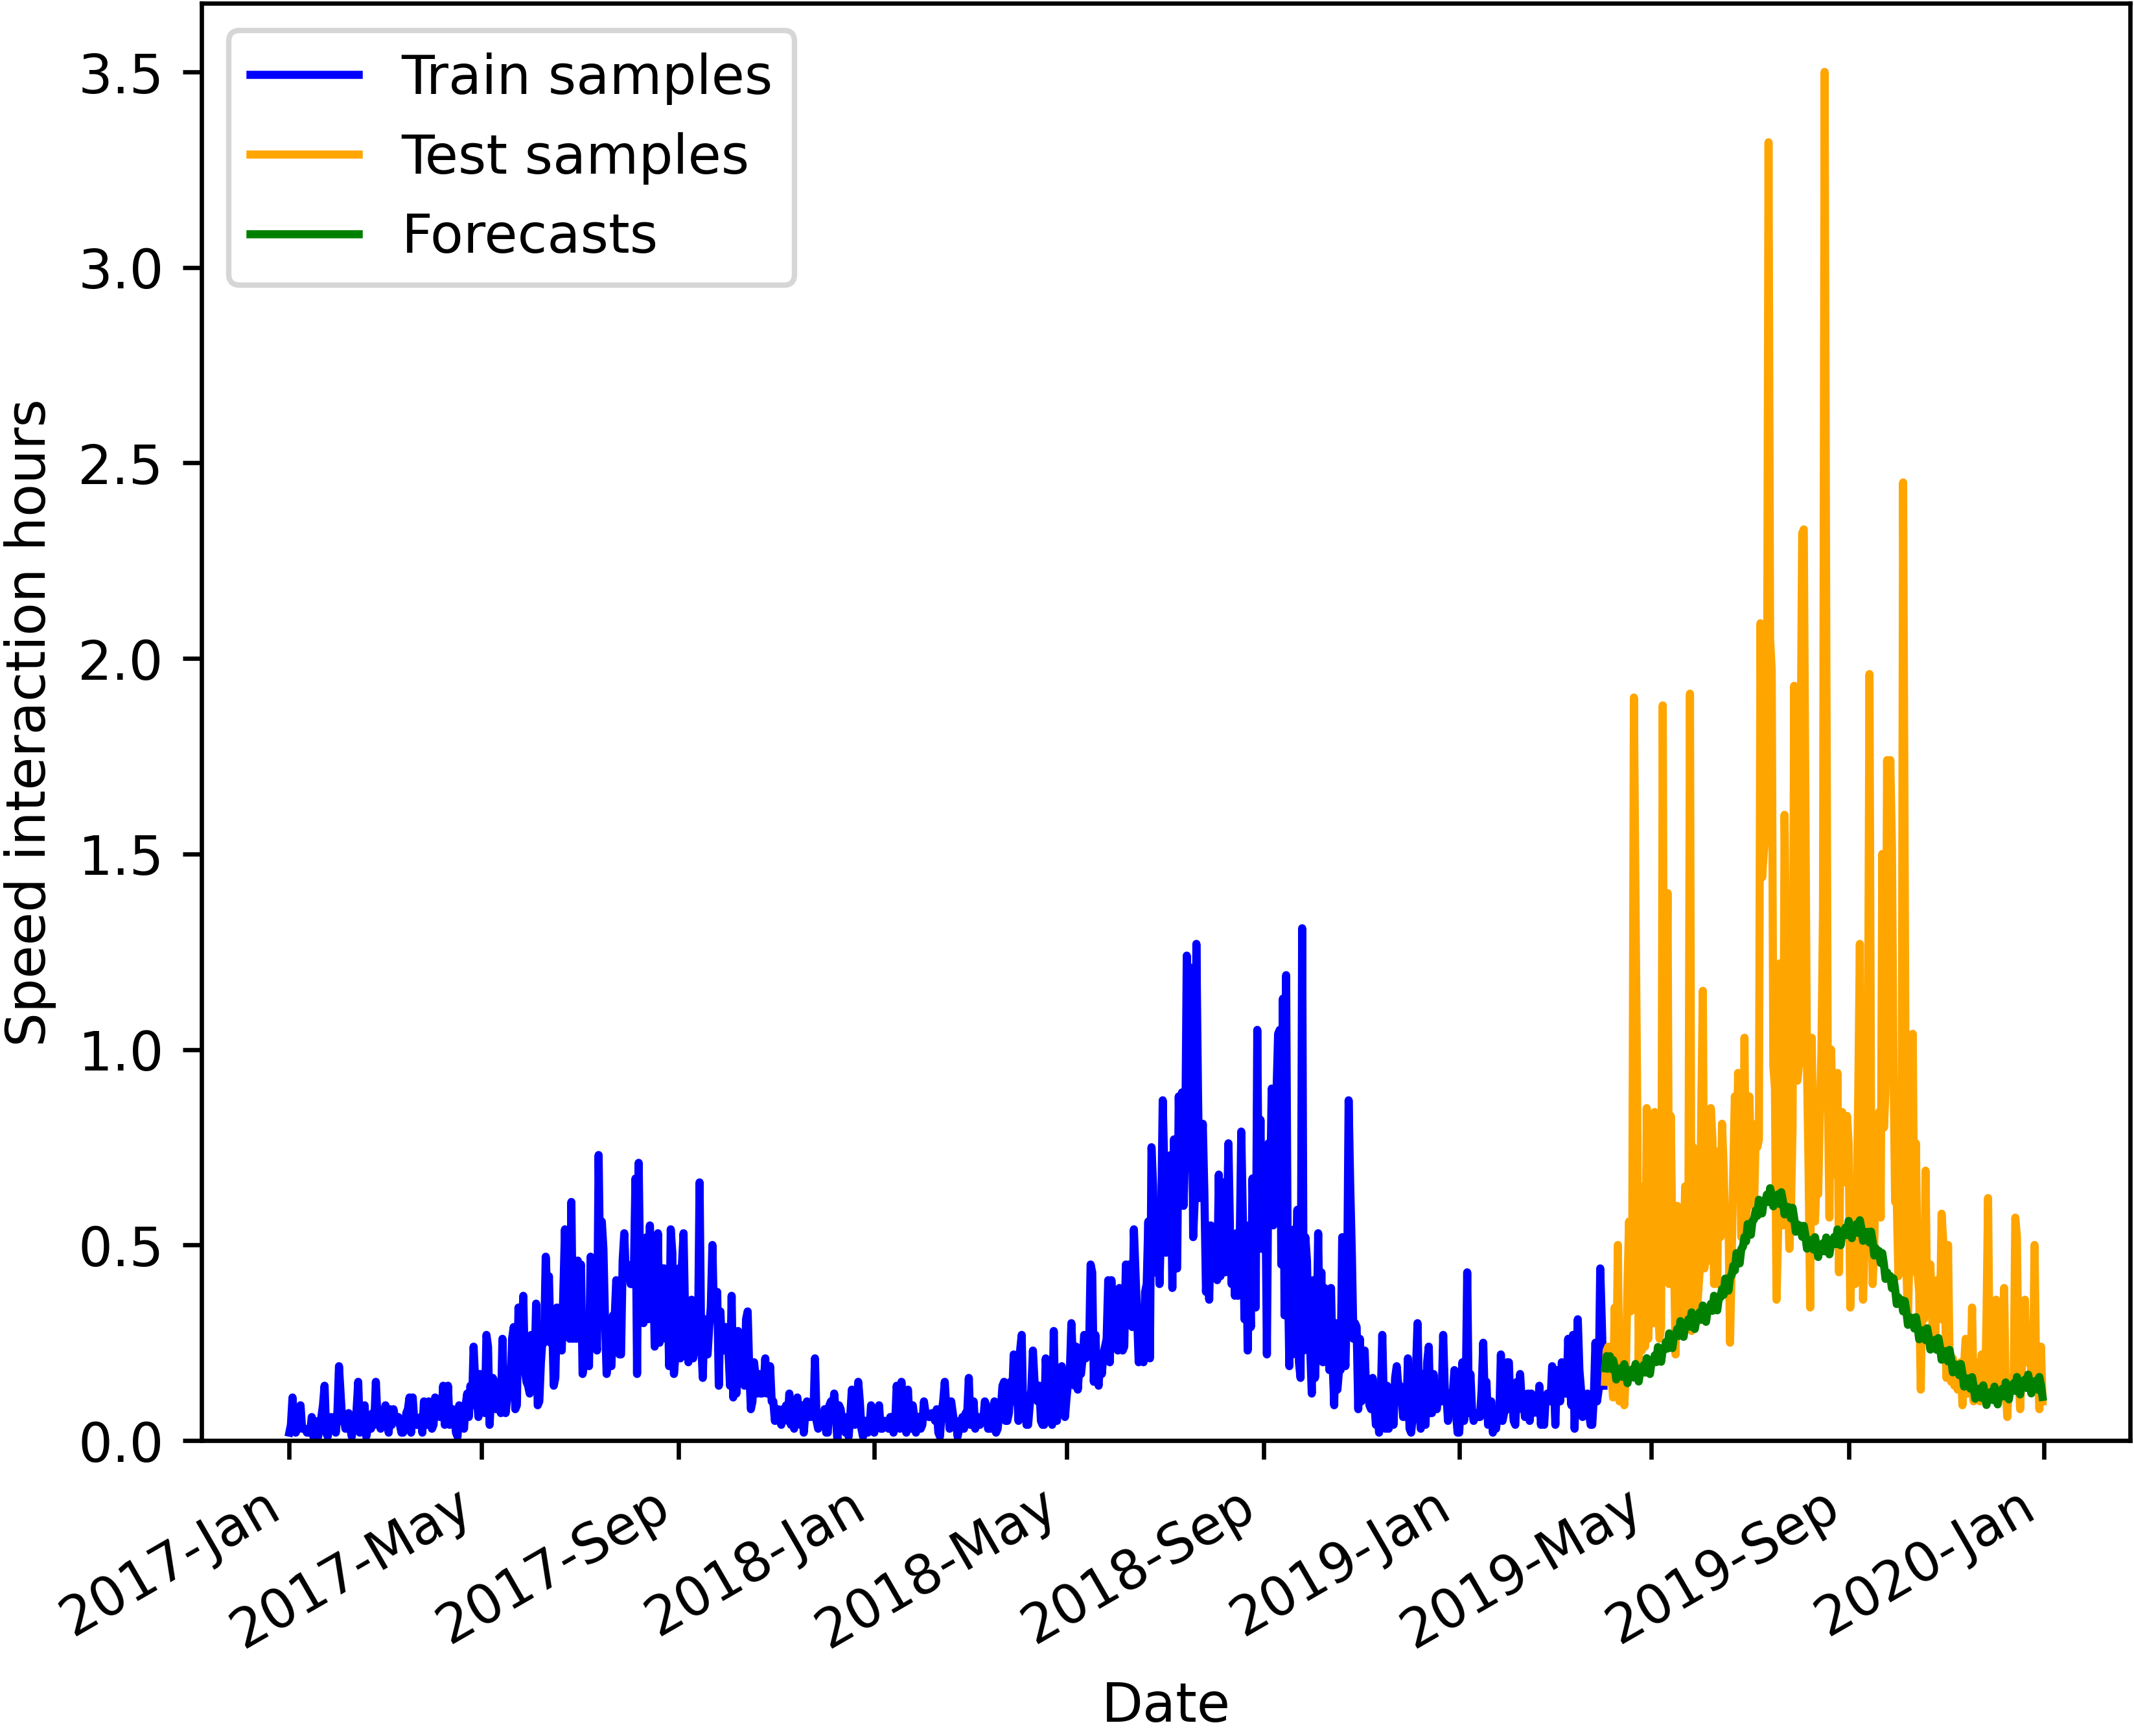 Train samples
Test samples
Forecasts
3.5
3.0
2.5
2.0
1.5
1.0
0.5
0.0
Speed interaction hours
2017-Jan
2017-May
2017-Sep
2018-Jan
2018-May
2018-Sep
2019-Jan
2019-May
2019-Sep
2020-Jan
Date